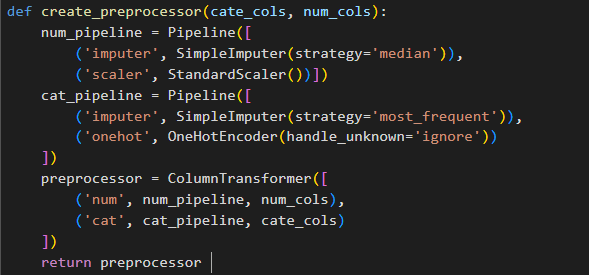 def create_preprocessor(cate_cols, num_cols):
    num_pipeline = Pipeline([
        ('imputer', SimpleImputer(strategy='median')),
        ('scaler', StandardScaler())])
    cat_pipeline = Pipeline([
        ('imputer', SimpleImputer(strategy='most_frequent')),
        ('onehot', OneHotEncoder(handle_unknown='ignore'))
    ])
    preprocessor = ColumnTransformer([
        ('num', num_pipeline, num_cols),
        ('cat', cat_pipeline, cate_cols)
    ])
    return preprocessor